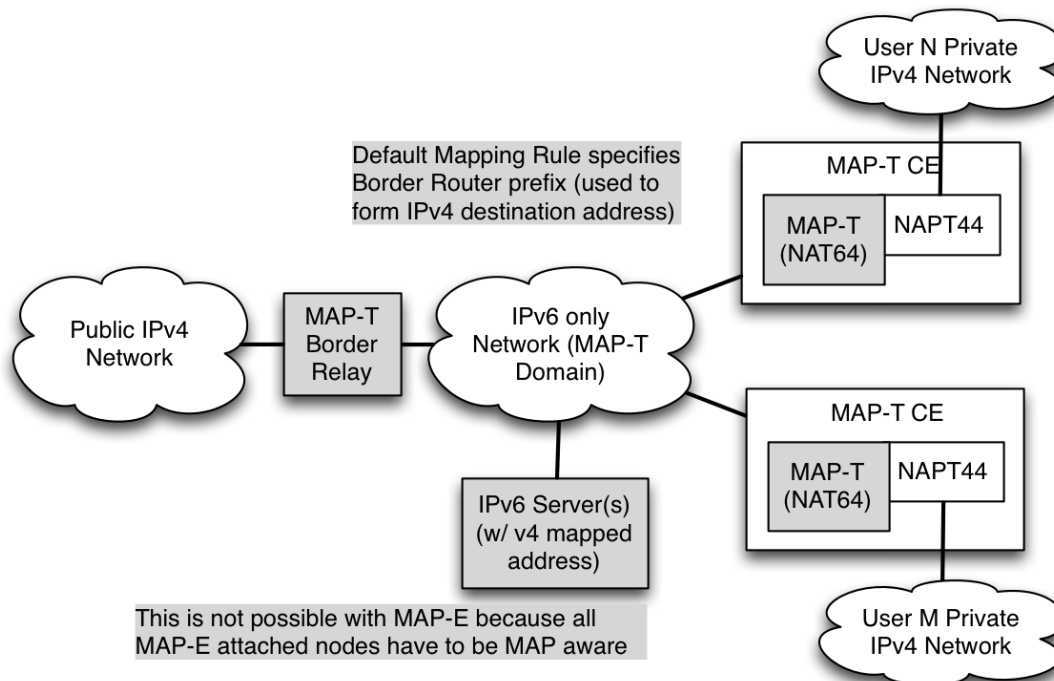 User N Private
IPv4 Network
Default Mapping Rule specifies
Border Router prefix (used to
form IPv4 destination address)
MAP-T CE
MAP-T
(NAT64)
NAPT44
Public IPv4
Network
MAP-T
Border
Relay
IPv6 only
Network (MAP-T
Domain)
MAP-T CE
MAP-T
(NAT64)
NAPT44
IPv6 Server(s)
(w/ v4 mapped
address)
This is not possible with MAP-E because all
MAP-E attached nodes have to be MAP aware
User M Private
IPv4 Network